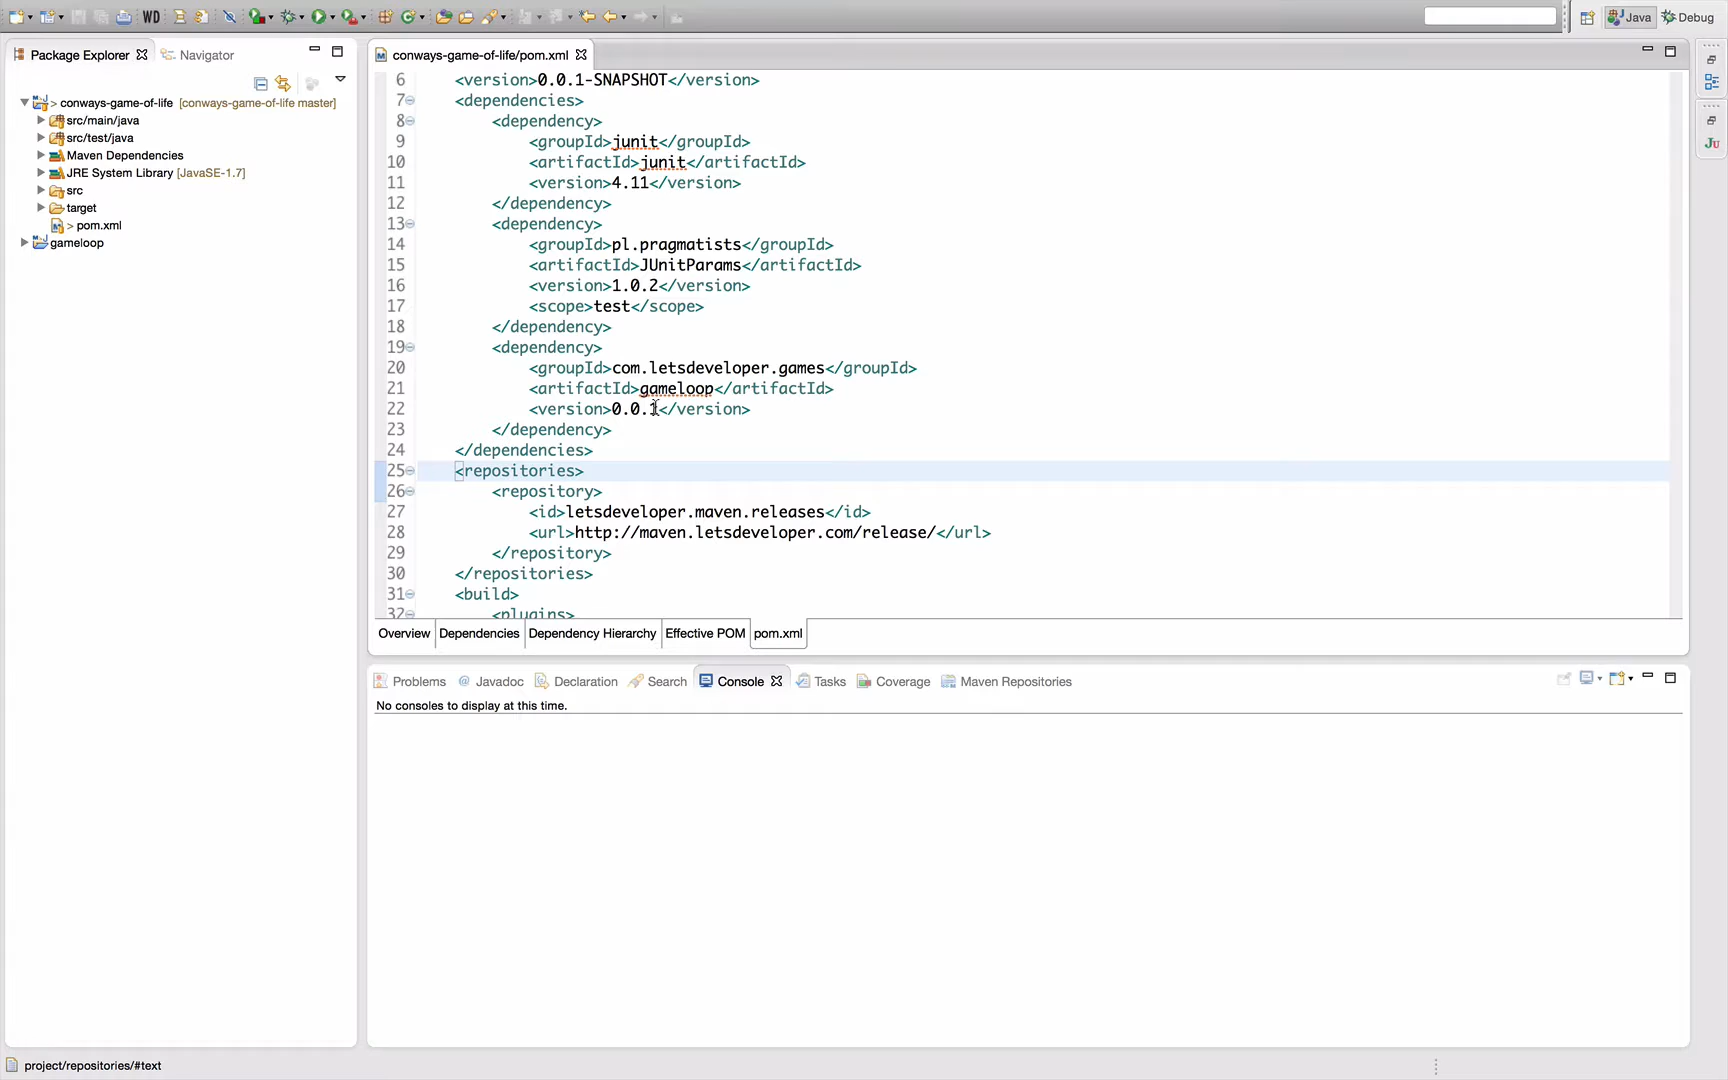 WD
Java
Debug
Package Explorer
Navigator
> conways-game-of-life [conways-game-of-life master]
src/main/java
src/test/java
Maven Dependencies
JRE System Library [JavaSE-1.7]
src
target
> pom.xml
gameloop
conways-game-of-life/pom.xml
6 <version>0.0.1-SNAPSHOT</version>
7 <dependencies>
8 <dependency>
9 <groupId>junit</groupId>
10 <artifactId>junit</artifactId>
11 <version>4.11</version>
12 </dependency>
13 <dependency>
14 <groupId>pl.pragmatists</groupId>
15 <artifactId>JUnitParams</artifactId>
16 <version>1.0.2</version>
17 <scope>test</scope>
18 </dependency>
19 <dependency>
20 <groupId>com.letsdeveloper.games</groupId>
21 <artifactId>gameloop</artifactId>
22 <version>0.0.1</version>
23 </dependency>
24 </dependencies>
25 <repositories>
26 <repository>
27 <id>letsdeveloper.maven.releases</id>
28 <url>http://maven.letsdeveloper.com/release/</url>
29 </repository>
30 </repositories>
31 <build>
32 <plugins>
Overview Dependencies Dependency Hierarchy Effective POM pom.xml
Problems @ Javadoc Declaration Search Console Tasks Coverage Maven Repositories
No consoles to display at this time.
JU
project/repositories/#text